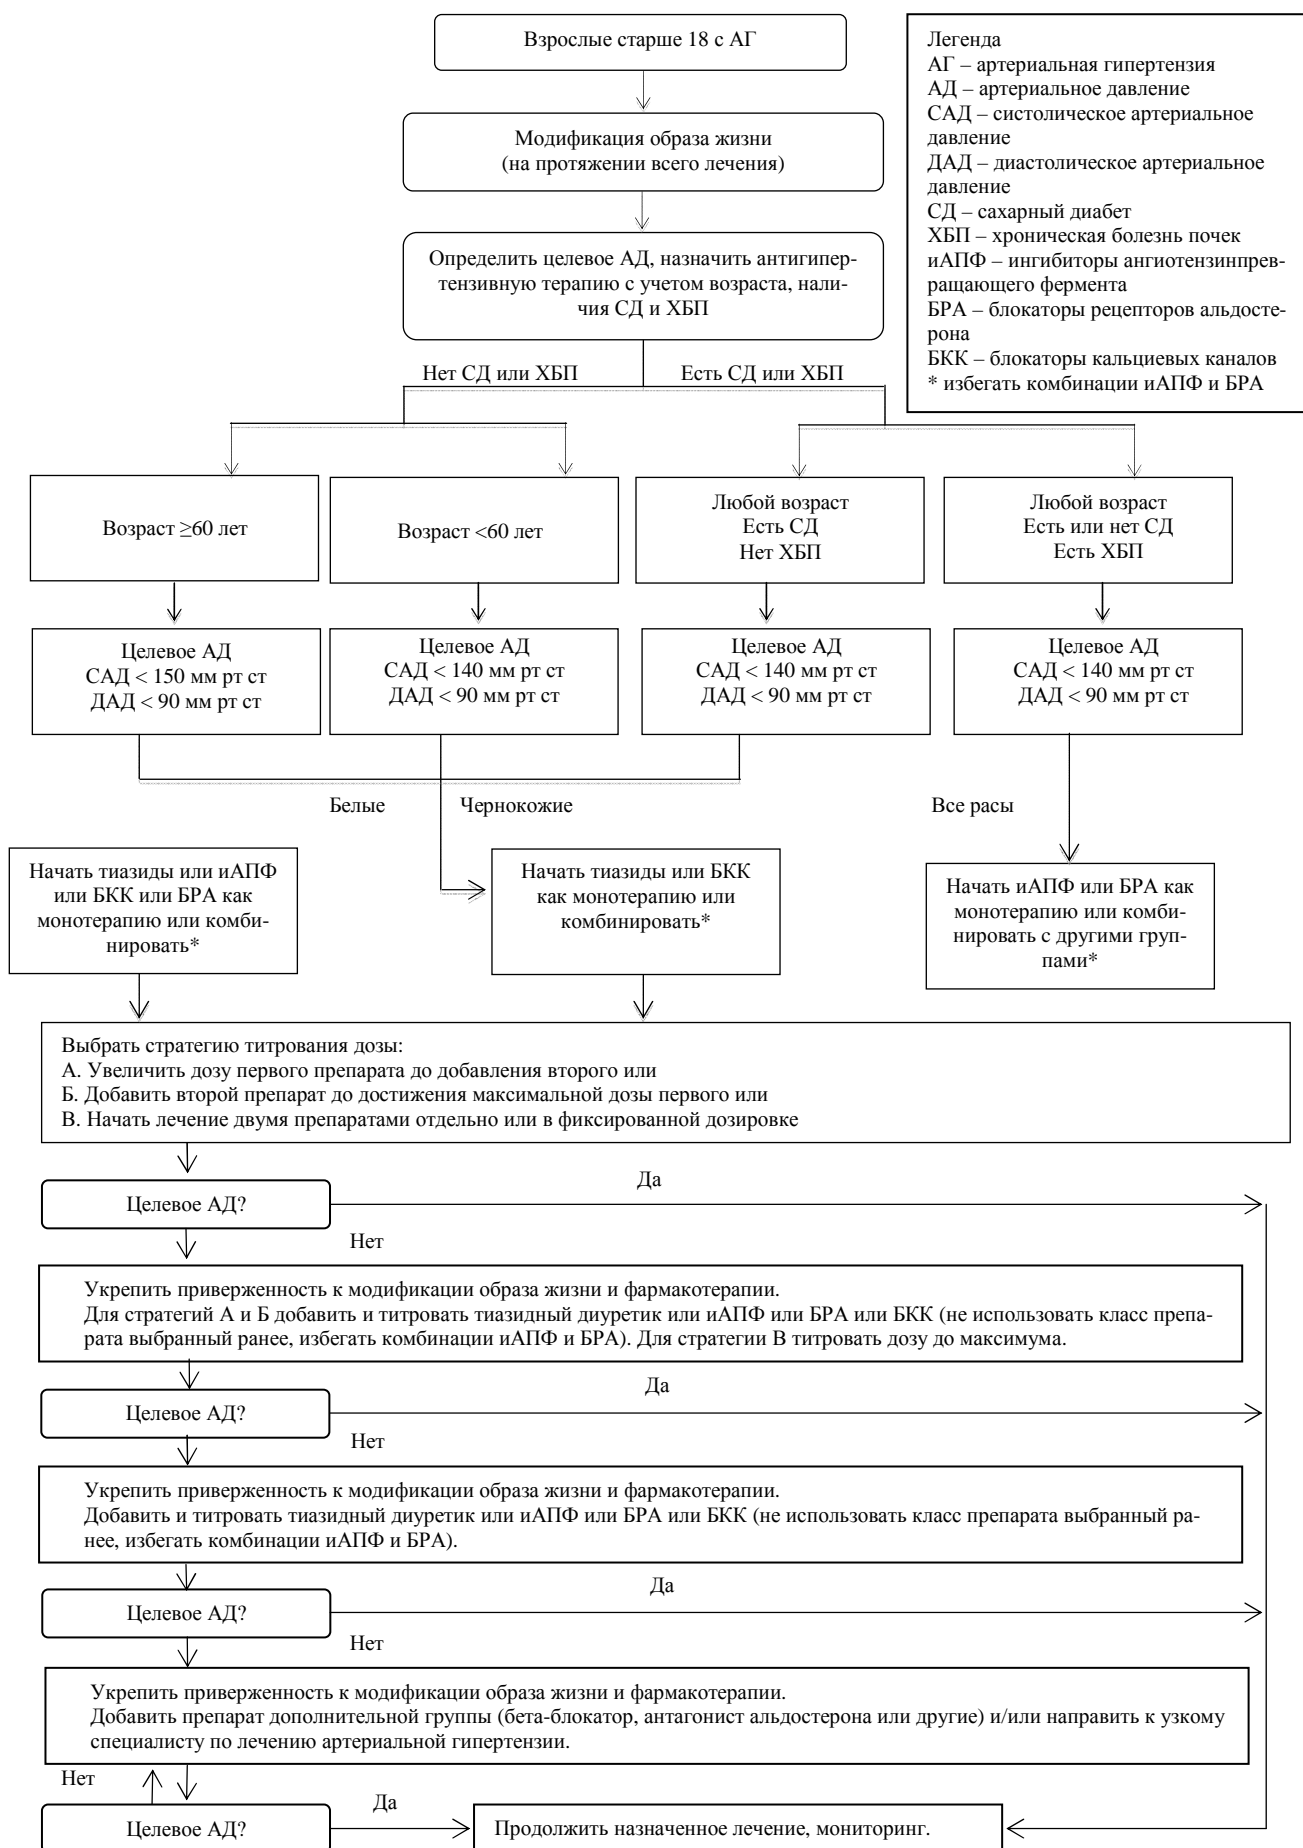 Взрослые старше 18 с АГ
Легенда
АГ – артериальная гипертензия
АД – артериальное давление
САД – систолическое артериальное
давление
ДАД – диастолическое артериальное
давление
СД – сахарный диабет
ХБП – хроническая болезнь почек
иАПФ – ингибиторы ангиотензинпрев-
ращающего фермента
БРА – блокаторы рецепторов альдосте-
рона
БКК – блокаторы кальциевых каналов
* избегать комбинации иАПФ и БРА
Модификация образа жизни
(на протяжении всего лечения)
Определить целевое АД, назначить антигипер-
тензивную терапию с учетом возраста, нали-
чия СД и ХБП
Нет СД или ХБП
Есть СД или ХБП
Возраст ≥60 лет
Возраст <60 лет
Любой возраст
Есть СД
Нет ХБП
Любой возраст
Есть или нет СД
Есть ХБП
Целевое АД
САД < 150 мм рт ст
ДАД < 90 мм рт ст
Целевое АД
САД < 140 мм рт ст
ДАД < 90 мм рт ст
Целевое АД
САД < 140 мм рт ст
ДАД < 90 мм рт ст
Целевое АД
САД < 140 мм рт ст
ДАД < 90 мм рт ст
Белые
Чернокожие
Все расы
Начать тиазиды или иАПФ
или БКК или БРА как
монотерапию или комби-
нировать*
Начать тиазиды или БКК
как монотерапию или
комбинировать*
Начать иАПФ или БРА как
монотерапию или комби-
нировать с другими груп-
пами*
Выбрать стратегию титрования дозы:
А. Увеличить дозу первого препарата до добавления второго или
Б. Добавить второй препарат до достижения максимальной дозы первого или
В. Начать лечение двумя препаратами отдельно или в фиксированной дозировке
Целевое АД?
Да
Нет
Укрепить приверженность к модификации образа жизни и фармакотерапии.
Для стратегий А и Б добавить и титровать тиазидный диуретик или иАПФ или БРА или БКК (не использовать класс препа-
рата выбранный ранее, избегать комбинации иАПФ и БРА). Для стратегии В титровать дозу до максимума.
Целевое АД?
Да
Нет
Укрепить приверженность к модификации образа жизни и фармакотерапии.
Добавить и титровать тиазидный диуретик или иАПФ или БРА или БКК (не использовать класс препарата выбранный ра-
нее, избегать комбинации иАПФ и БРА).
Целевое АД?
Да
Нет
Укрепить приверженность к модификации образа жизни и фармакотерапии.
Добавить препарат дополнительной группы (бета-блокатор, антагонист альдостерона или другие) и/или направить к узкому
специалисту по лечению артериальной гипертензии.
Нет
Целевое АД?
Да
Продолжить назначенное лечение, мониторинг.